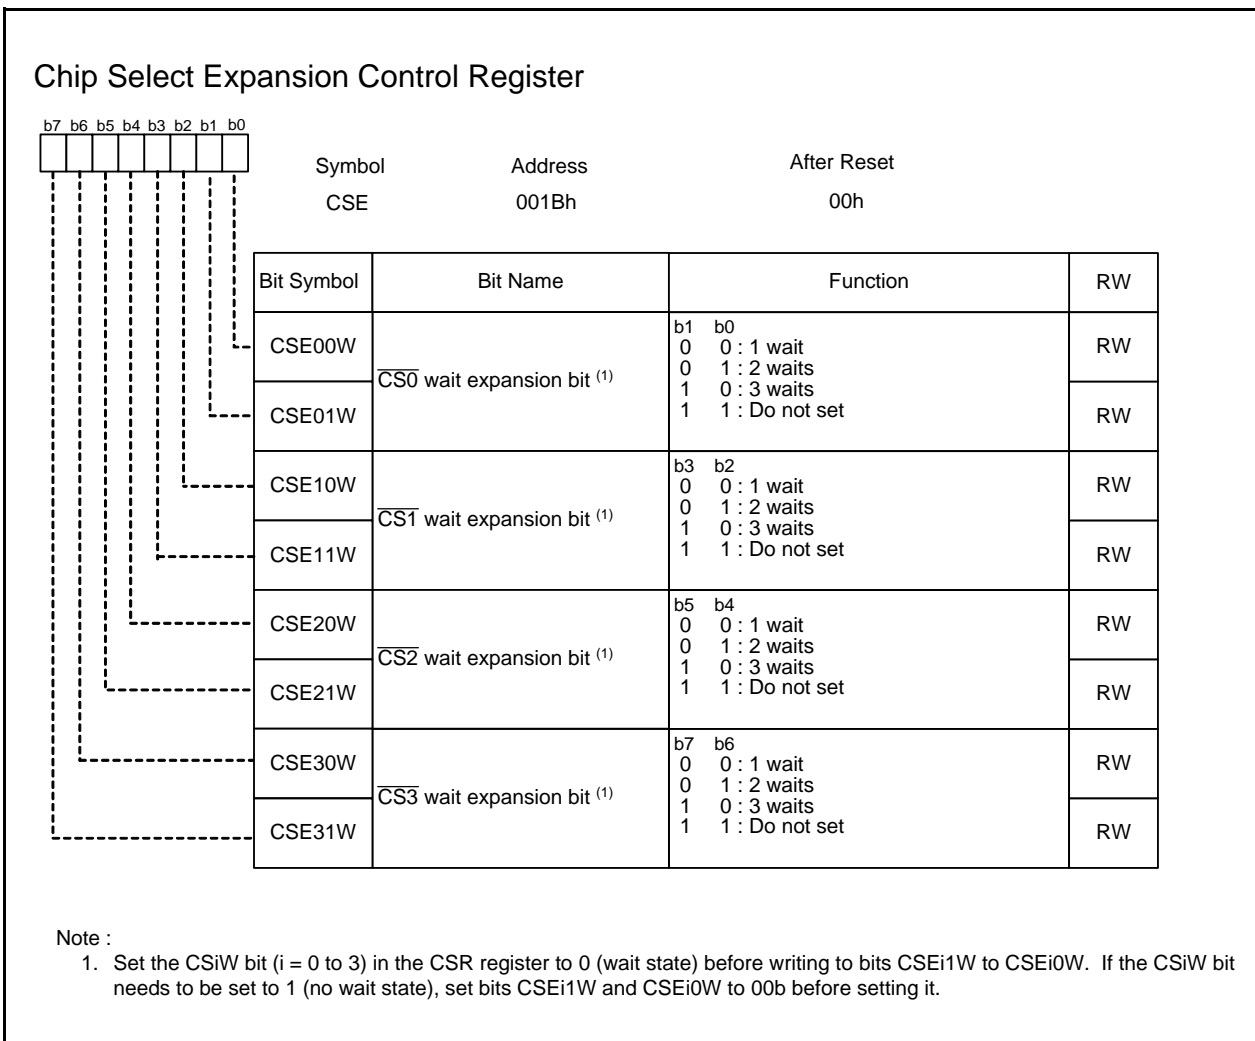 Chip Select Expansion Control Register
b7 b6 b5 b4 b3 b2 b1 b0
Symbol Address After Reset
CSE 001Bh 00h
Bit Symbol Bit Name Function RW
CSE00W
CSE01W
C̅S̅0̅ wait expansion bit (1)
b1 b0
0 0 : 1 wait
0 1 : 2 waits
1 0 : 3 waits
1 1 : Do not set
RW
RW
CSE10W
CSE11W
C̅S̅1̅ wait expansion bit (1)
b3 b2
0 0 : 1 wait
0 1 : 2 waits
1 0 : 3 waits
1 1 : Do not set
RW
RW
CSE20W
CSE21W
C̅S̅2̅ wait expansion bit (1)
b5 b4
0 0 : 1 wait
0 1 : 2 waits
1 0 : 3 waits
1 1 : Do not set
RW
RW
CSE30W
CSE31W
C̅S̅3̅ wait expansion bit (1)
b7 b6
0 0 : 1 wait
0 1 : 2 waits
1 0 : 3 waits
1 1 : Do not set
RW
RW
Note :
1. Set the CSiW bit (i = 0 to 3) in the CSR register to 0 (wait state) before writing to bits CSEi1W to CSEi0W. If the CSiW bit
needs to be set to 1 (no wait state), set bits CSEi1W and CSEi0W to 00b before setting it.